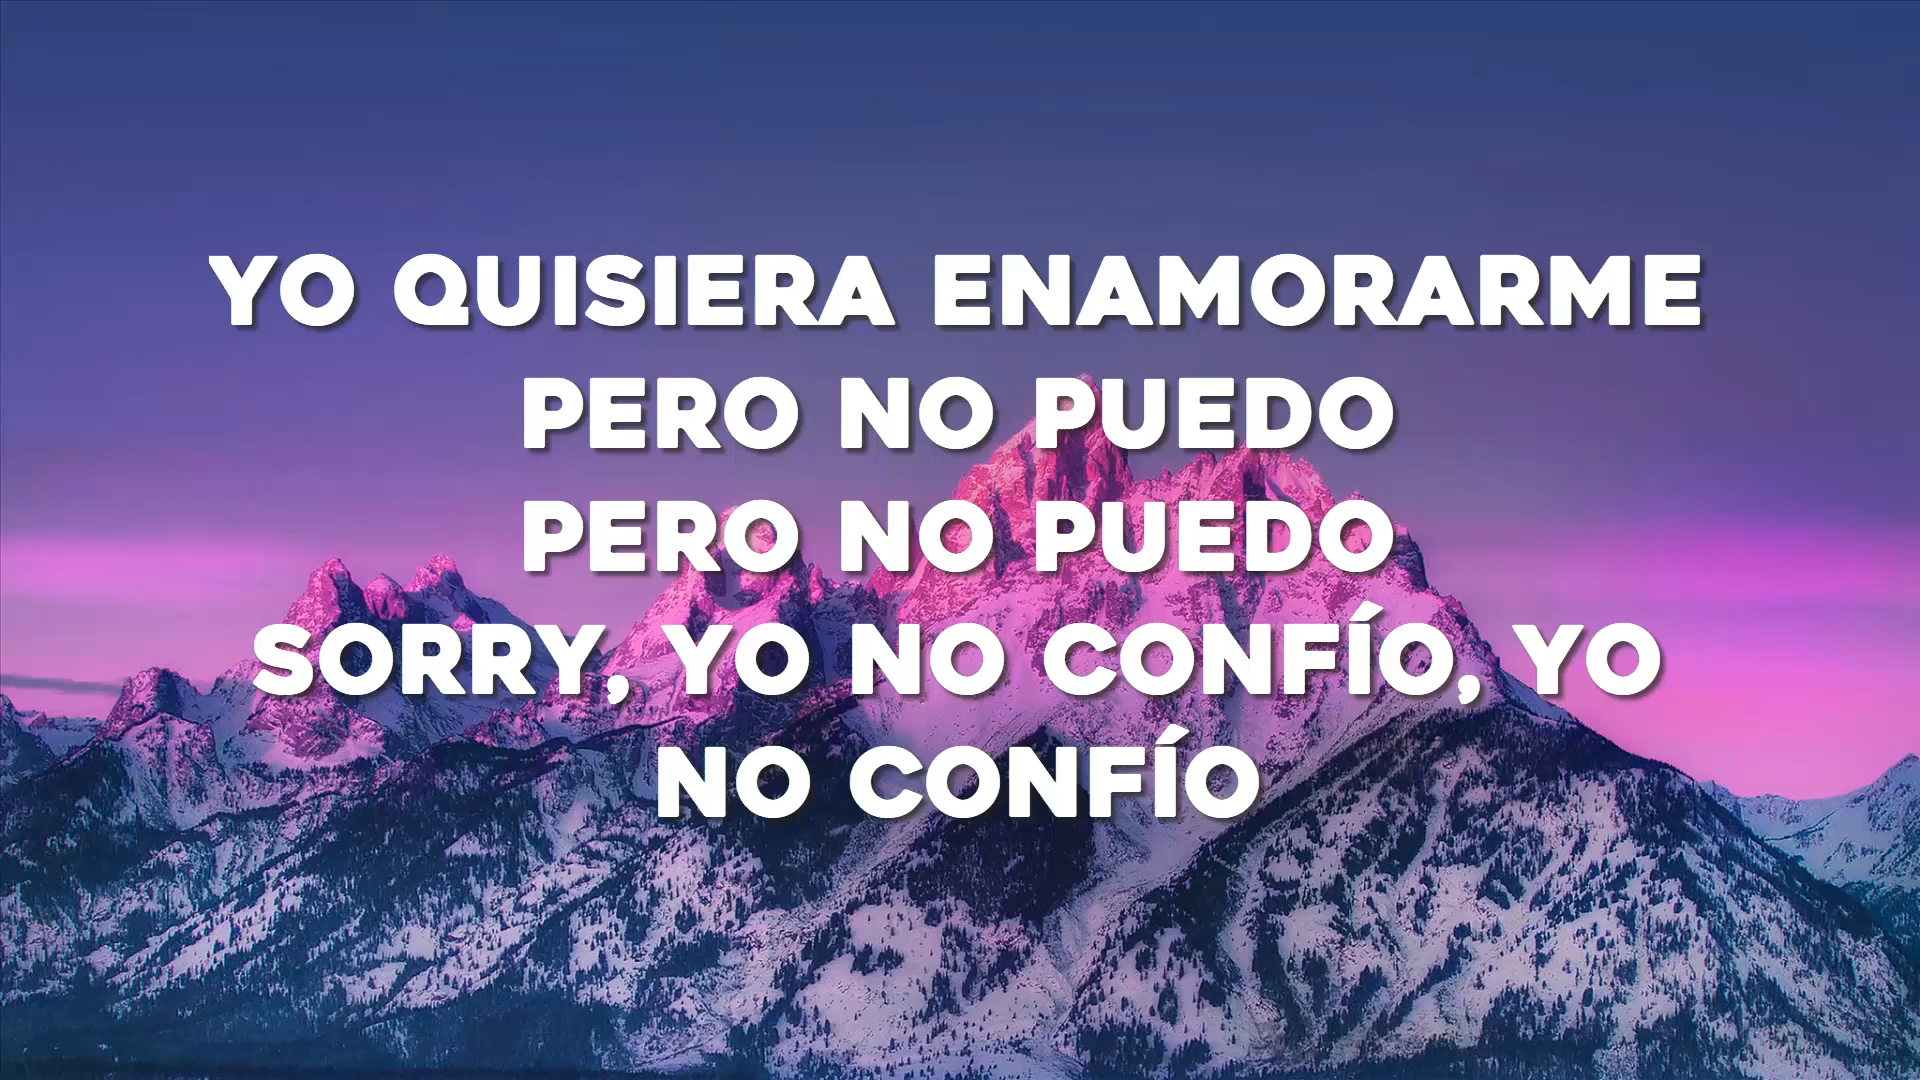 YO QUISIERA ENAMORARME
PERO NO PUEDO
PERO NO PUEDO
SORRY, YO NO CONFÍO, YO
NO CONFÍO